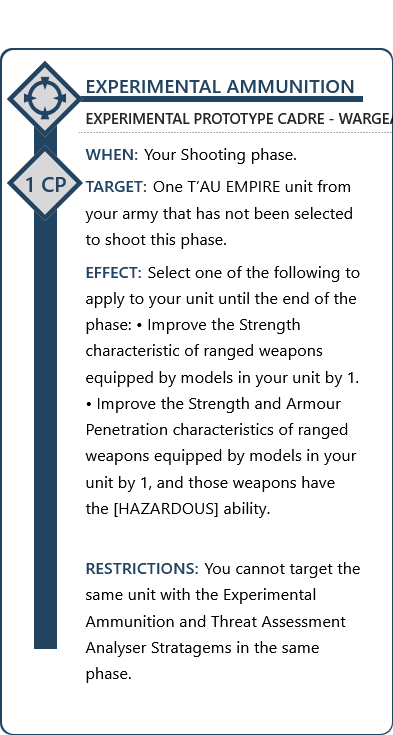 EXPERIMENTAL AMMUNITION
EXPERIMENTAL PROTOTYPE CADRE - WARGEA
1 CP
WHEN: Your Shooting phase.
TARGET: One T’AU EMPIRE unit from
your army that has not been selected
to shoot this phase.
EFFECT: Select one of the following to
apply to your unit until the end of the
phase: • Improve the Strength
characteristic of ranged weapons
equipped by models in your unit by 1.
• Improve the Strength and Armour
Penetration characteristics of ranged
weapons equipped by models in your
unit by 1, and those weapons have
the [HAZARDOUS] ability.
RESTRICTIONS: You cannot target the
same unit with the Experimental
Ammunition and Threat Assessment
Analyser Stratagems in the same
phase.